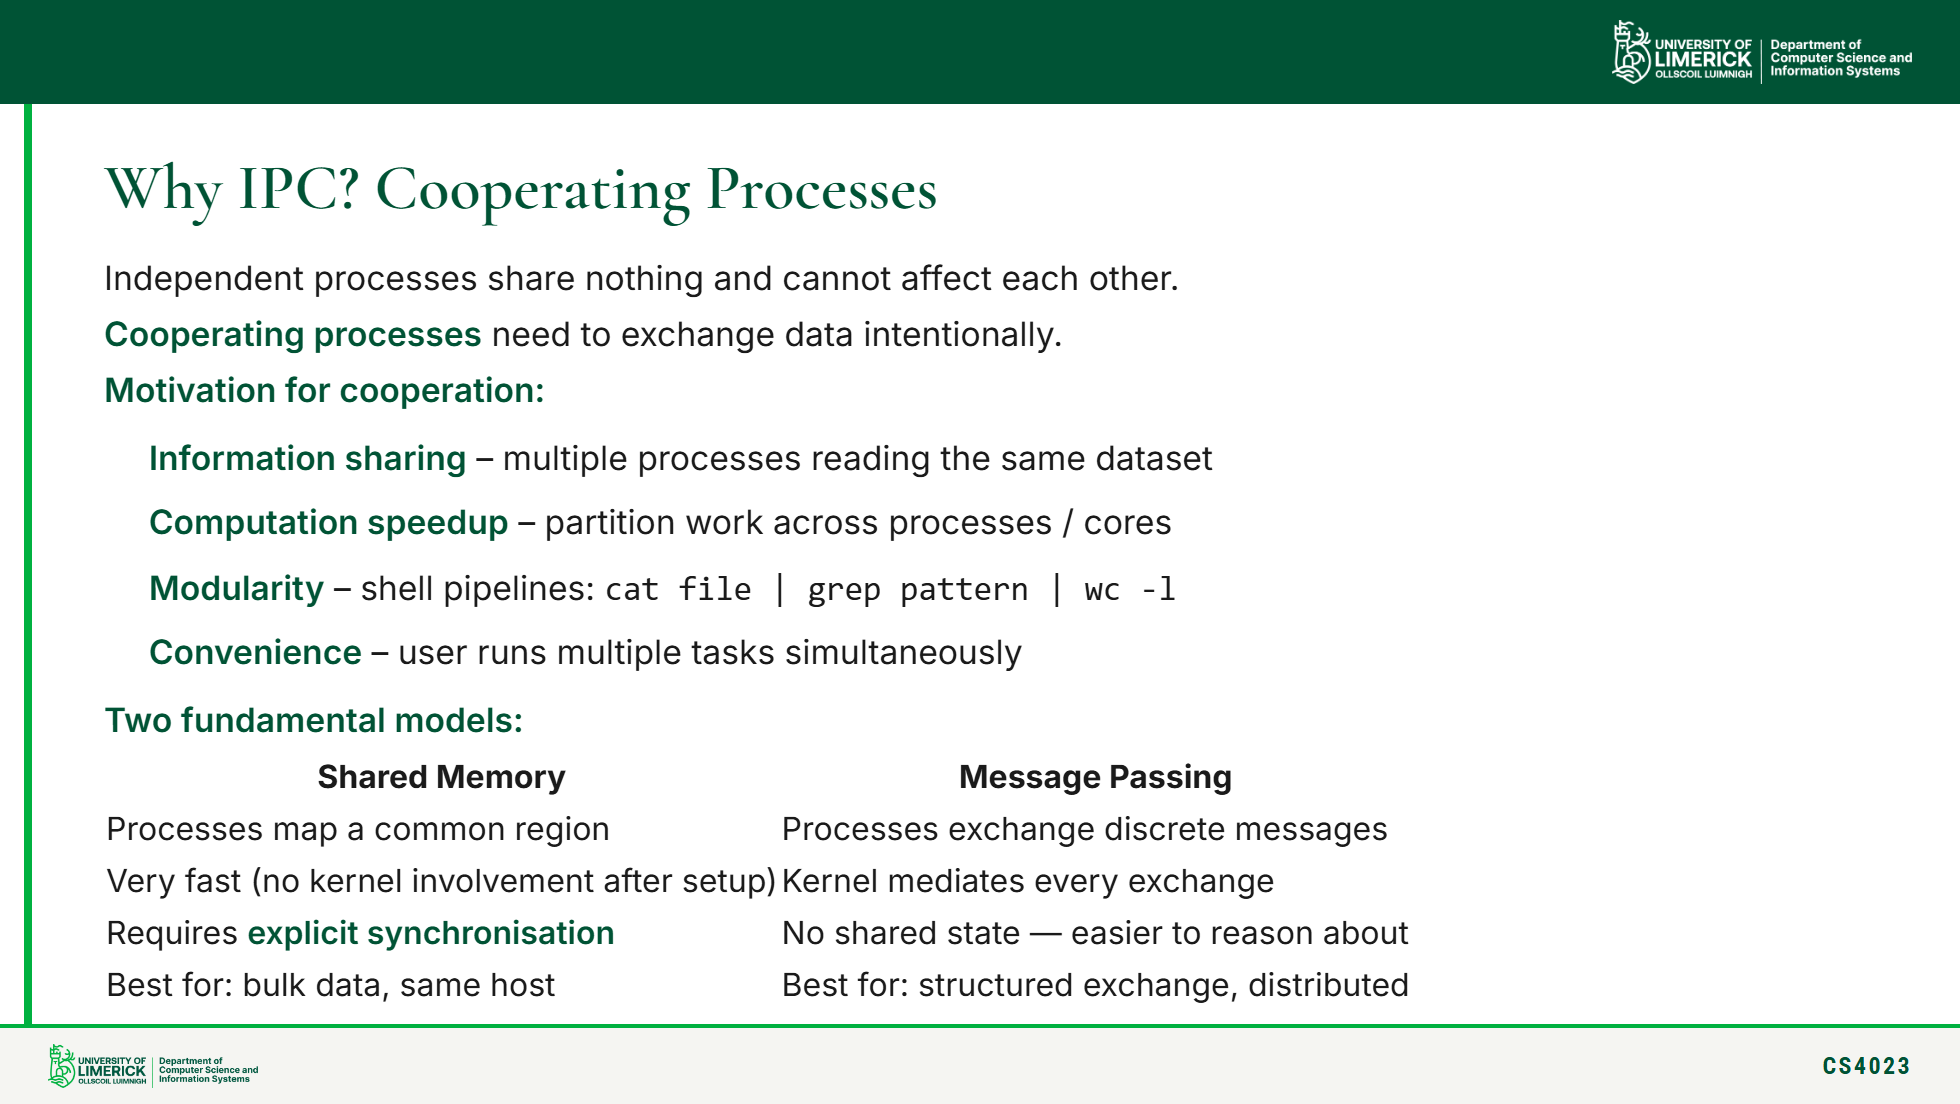 UNIVERSITY OF
LIMERICK
OLLSCOIL LUIMNIGH
Department of
Computer Science and
Information Systems
Why IPC? Cooperating Processes
Independent processes share nothing and cannot affect each other.
Cooperating processes need to exchange data intentionally.
Motivation for cooperation:
Information sharing – multiple processes reading the same dataset
Computation speedup – partition work across processes / cores
Modularity – shell pipelines: cat file | grep pattern | wc -l
Convenience – user runs multiple tasks simultaneously
Two fundamental models:
Shared Memory Message Passing
Processes map a common region Processes exchange discrete messages
Very fast (no kernel involvement after setup) Kernel mediates every exchange
Requires explicit synchronisation No shared state — easier to reason about
Best for: bulk data, same host Best for: structured exchange, distributed
UNIVERSITY OF
LIMERICK
OLLSCOIL LUIMNIGH
Department of
Computer Science and
Information Systems
CS4023